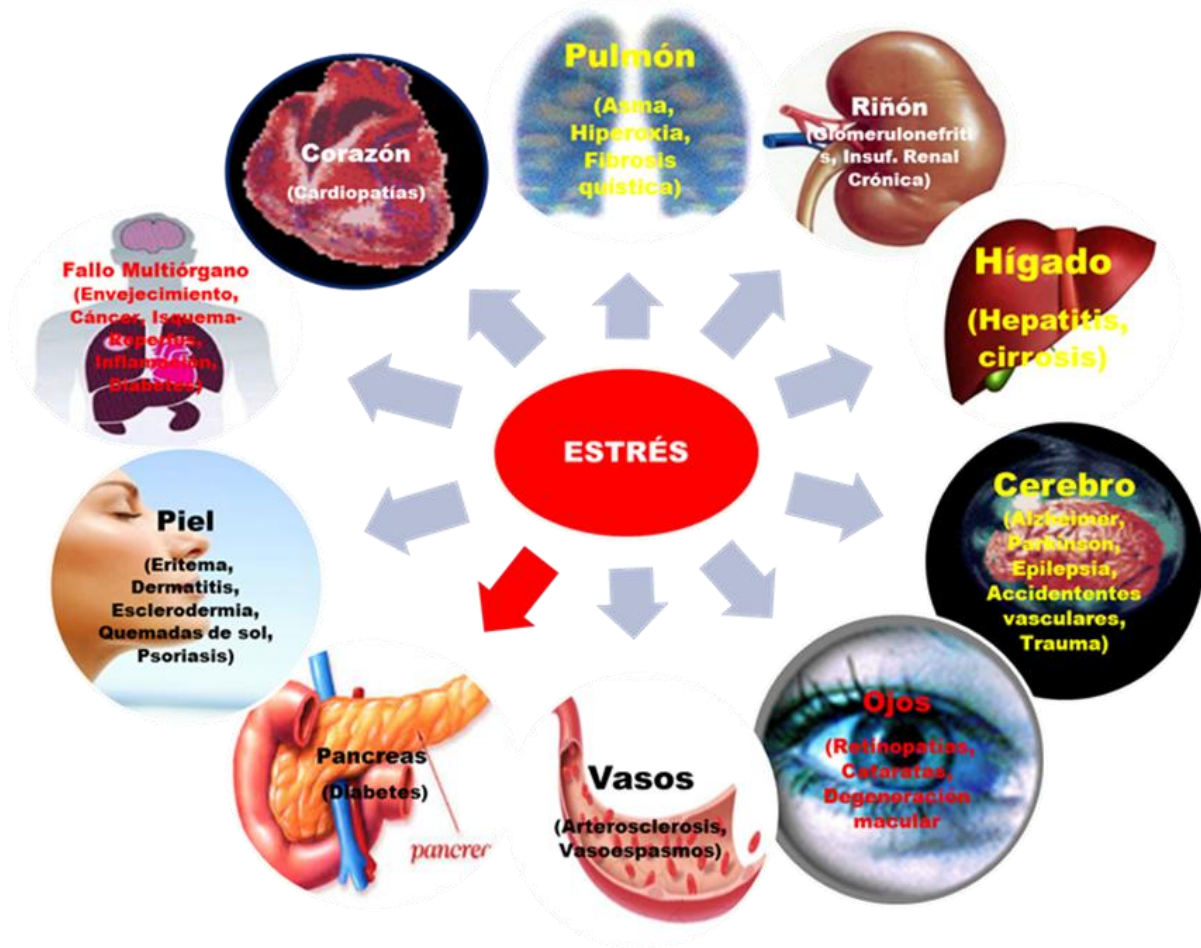 Pulmón
(Asma,
Hiperoxia,
Fibrosis
quística)
Riñón
(Glomerulonefriti
s, Insuf. Renal
Crónica)
Hígado
(Hepatitis,
cirrosis)
Cerebro
(Alzheimer,
Parkinson,
Epilepsia,
Accidententes
vasculares,
Trauma)
Ojos
(Retinopatías,
Cataratas,
Degeneración
macular
Vasos
(Arterosclerosis,
Vasoespasmos)
Pancreas
(Diabetes)
pancrer
Piel
(Eritema,
Dermatitis,
Esclerodermia,
Quemadas de sol,
Psoriasis)
Fallo Multiórgano
(Envejecimiento,
Cáncer, Isquema-
Reperfus,
Inflamación,
Diabetes)
Corazón
(Cardiopatías)
ESTRÉS